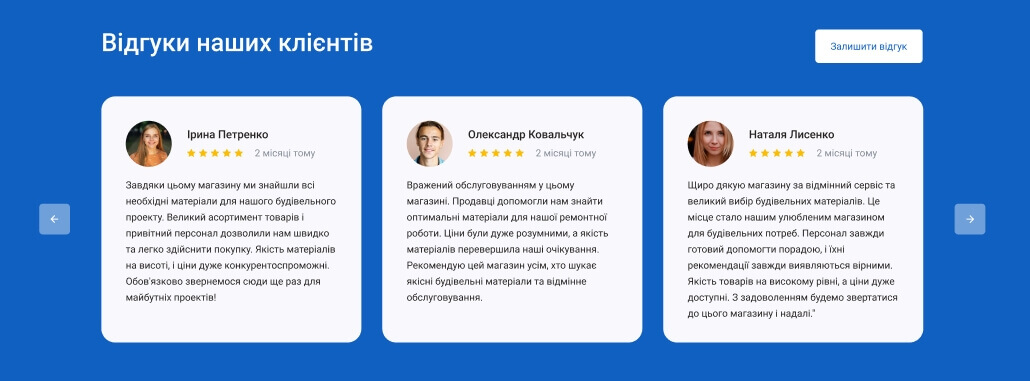 Відгуки наших клієнтів
Залишити відгук
Ірина Петренко
2 місяці тому
Завдяки цьому магазину ми знайшли всі
необхідні матеріали для нашого будівельного
проекту. Великий асортимент товарів і
привітний персонал дозволили нам швидко
та легко здійснити покупку. Якість матеріалів
на висоті, і ціни дуже конкурентоспроможні.
Обов'язково звернемося сюди ще раз для
майбутніх проектів!
Олександр Ковальчук
2 місяці тому
Вражений обслуговуванням у цьому
магазині. Продавці допомогли нам знайти
оптимальні матеріали для нашої ремонтної
роботи. Ціни були дуже розумними, а якість
матеріалів перевершила наші очікування.
Рекомендую цей магазин усім, хто шукає
якісні будівельні матеріали та відмінне
обслуговування.
Наталя Лисенко
2 місяці тому
Щиро дякую магазину за відмінний сервіс та
великий вибір будівельних матеріалів. Це
місце стало нашим улюбленим магазином
для будівельних потреб. Персонал завжди
готовий допомогти порадою, і їхні
рекомендації завжди виявляються вірними.
Якість товарів на високому рівні, а ціни дуже
доступні. З задоволенням будемо звертатися
до цього магазину і надалі."